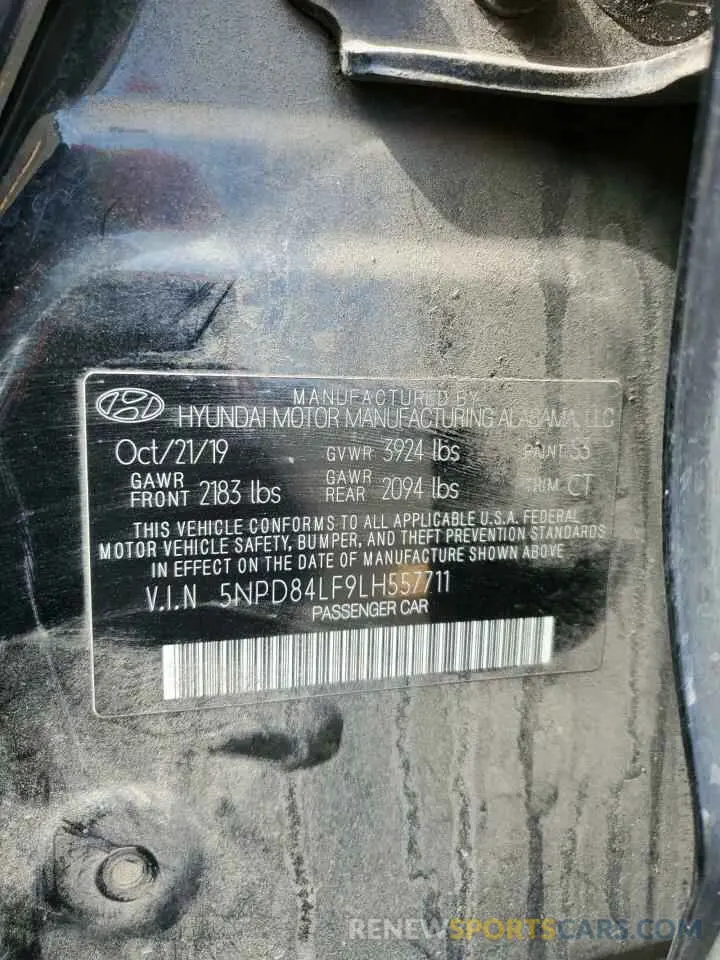 MANUFACTURED BY
HYUNDAI MOTOR MANUFACTURING ALABAMA, LLC
Oct/21/19 GVWR 3924 lbs PAINT S3
GAWR FRONT 2183 lbs GAWR REAR 2094 lbs TRIM CT
THIS VEHICLE CONFORMS TO ALL APPLICABLE U.S.A. FEDERAL
MOTOR VEHICLE SAFETY, BUMPER, AND THEFT PREVENTION STANDARDS
IN EFFECT ON THE DATE OF MANUFACTURE SHOWN ABOVE
V.I.N 5NPD84LF9LH557711
PASSENGER CAR
RENEWSPORTSCARS.COM